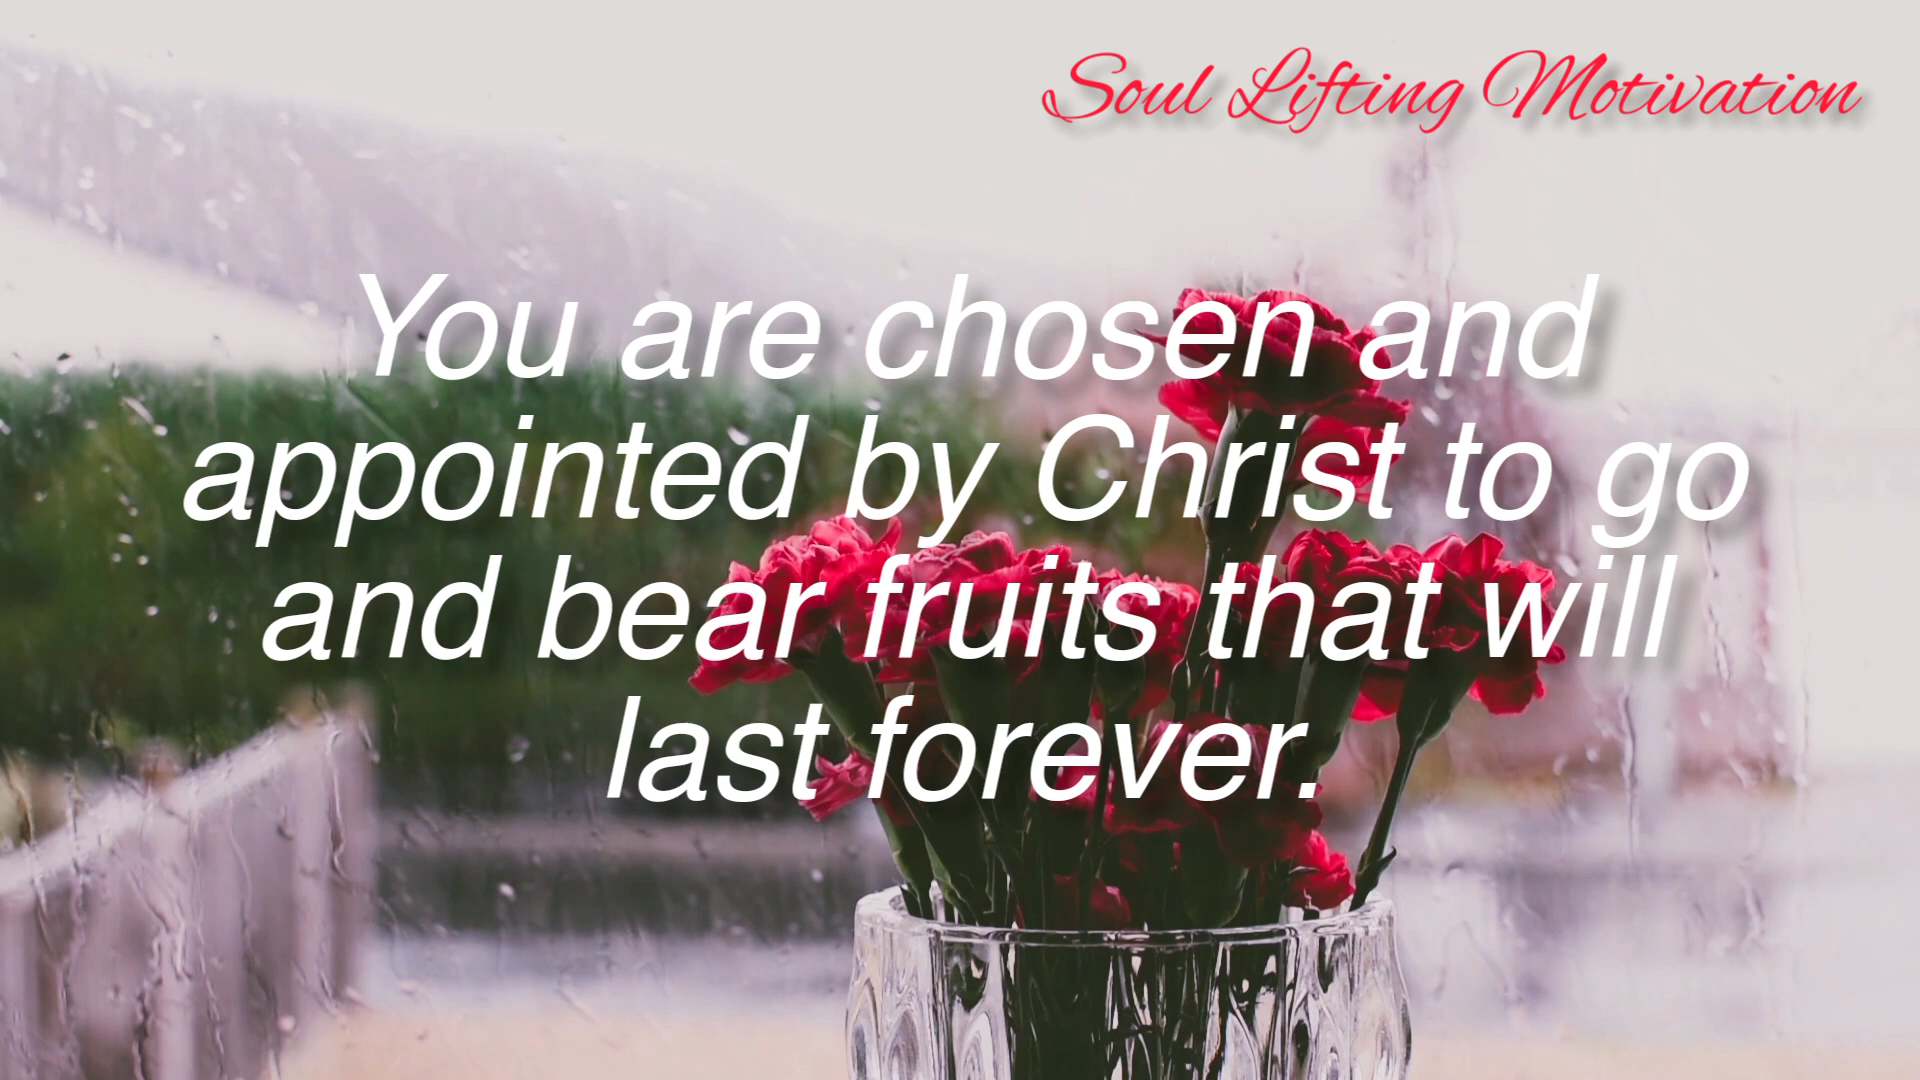 Soul Lifting Motivation
You are chosen and
appointed by Christ to go
and bear fruits that will
last forever.